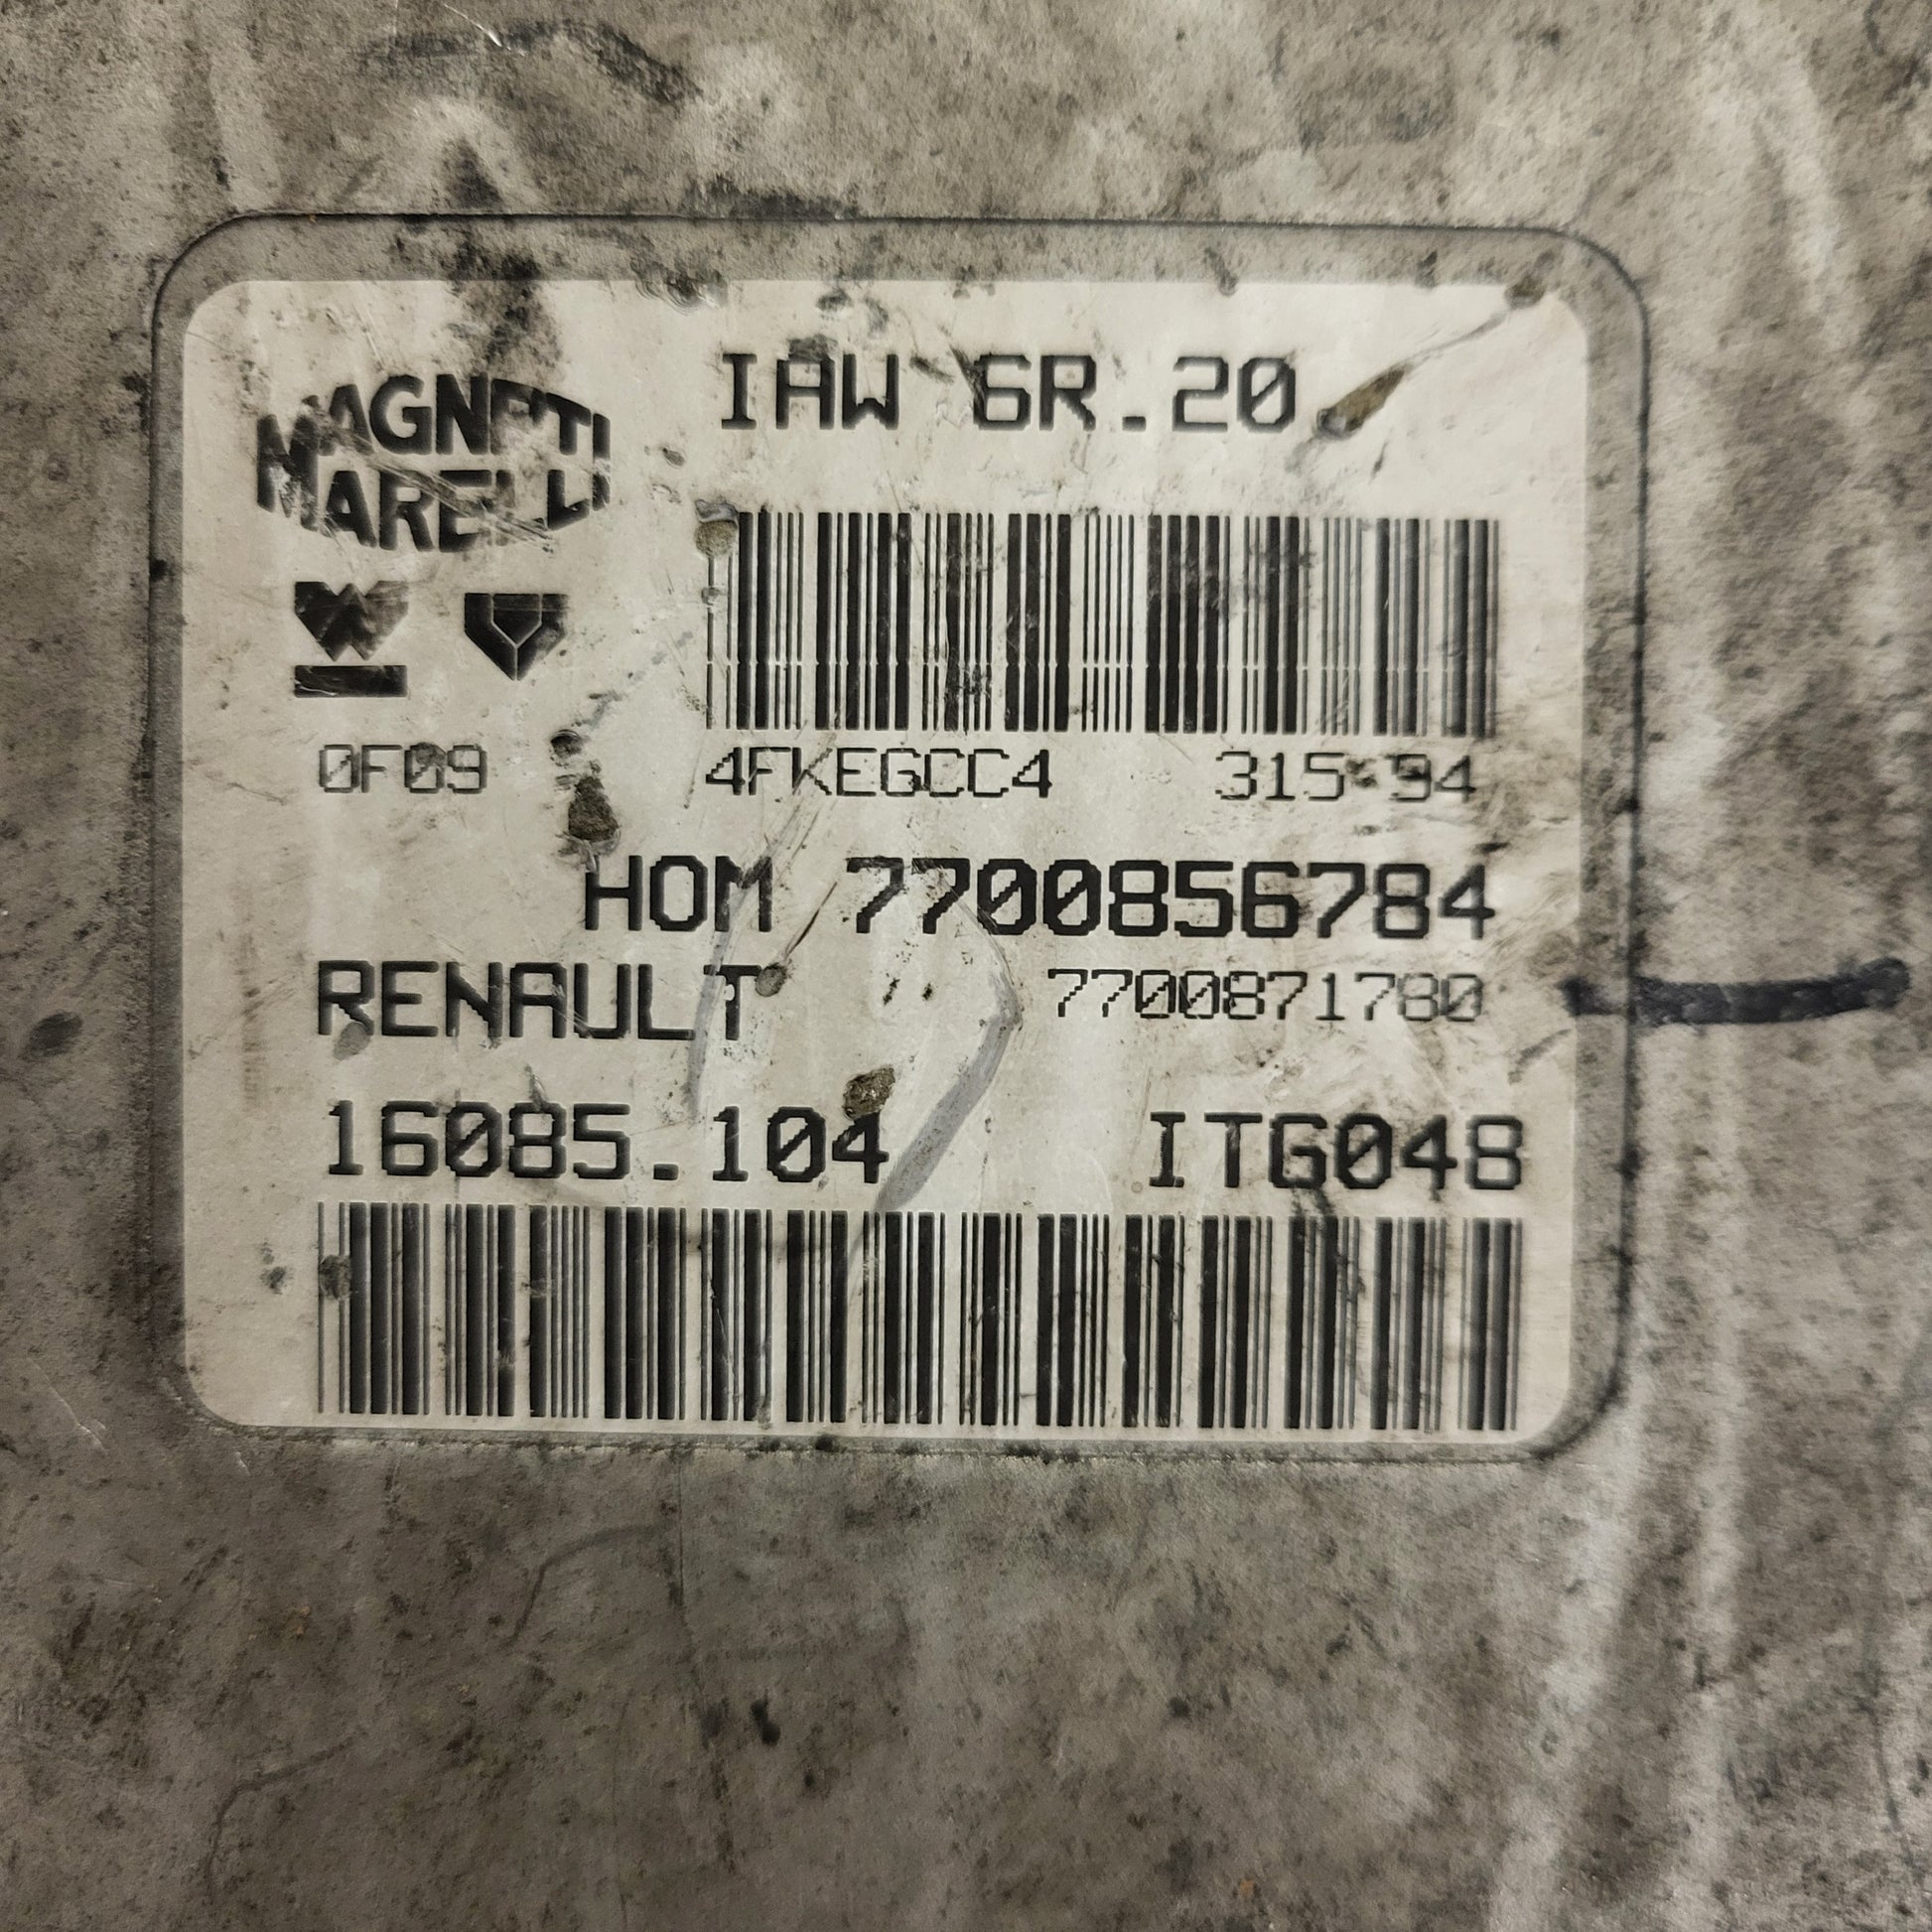 MAGNETI
MARELLI
IAW 6R.20
0F09 4FKEGCC4 315 94
HOM 7700856784
RENAULT 7700871780
16085.104 ITG048